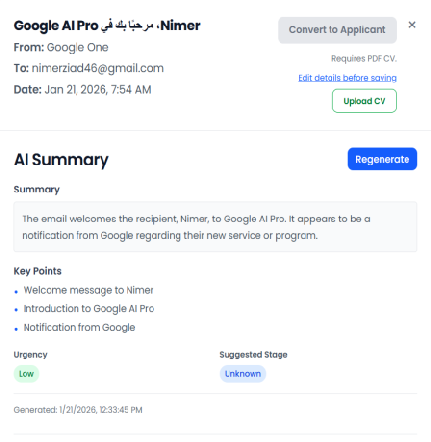 Google AI Pro مرحبًا بك في ،Nimer
Convert to Applicant
×
From: Google One
To: nimerziad46@gmail.com
Date: Jan 21, 2026, 7:54 AM
Requires PDF CV.
Edit details before saving
Upload CV
AI Summary
Regenerate
Summary
The email welcomes the recipient, Nimer, to Google AI Pro. It appears to be a
notification from Google regarding their new service or program.
Key Points
• Welcome message to Nimer
• Introduction to Google AI Pro
• Notification from Google
Urgency
Suggested Stage
Low
Unknown
Generated: 1/21/2026, 12:33:45 PM